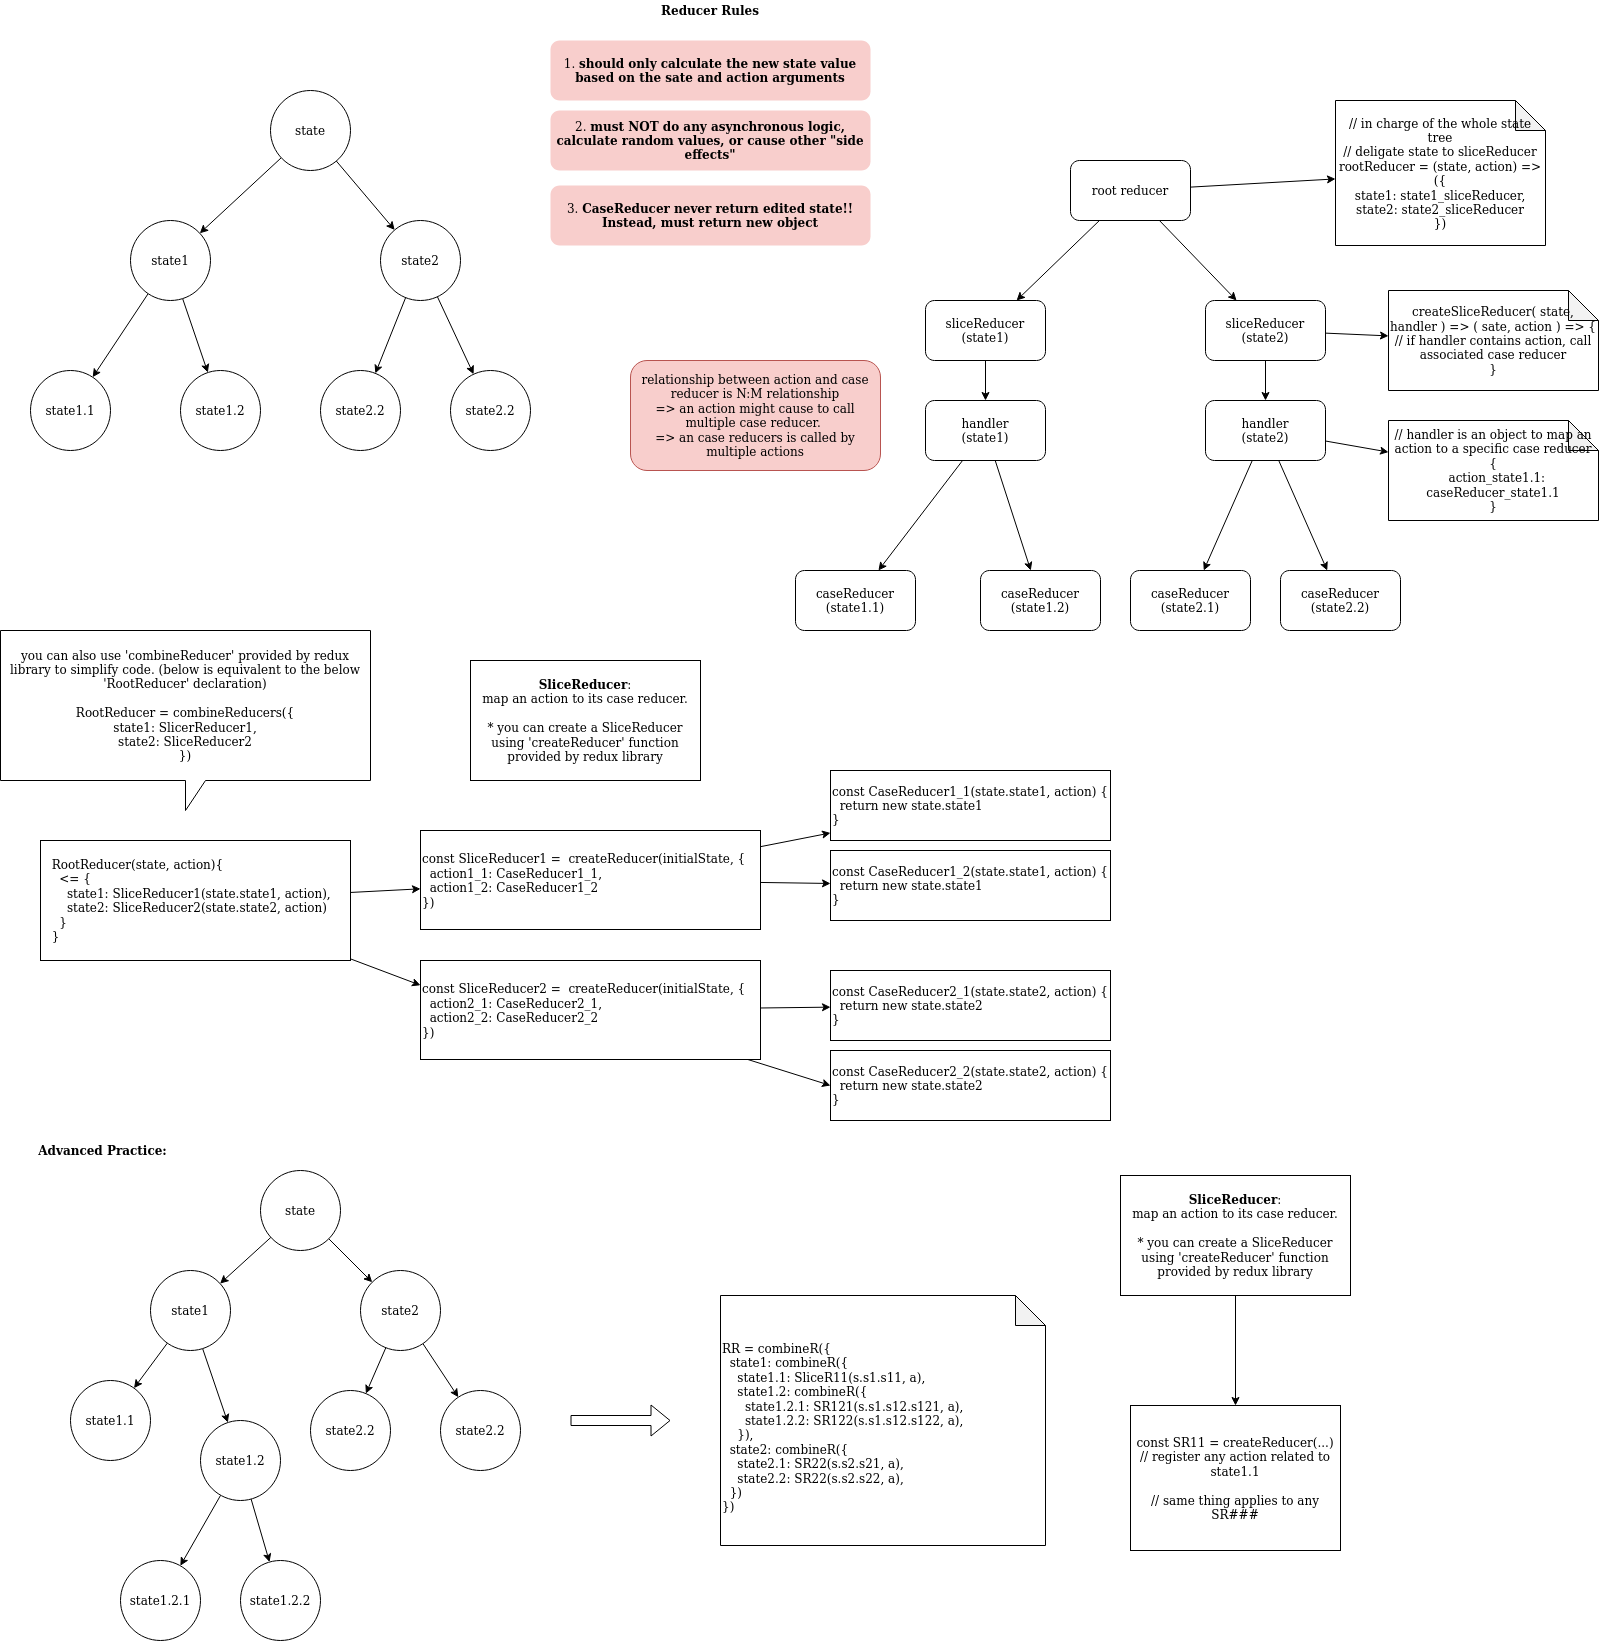 Reducer Rules
1. should only calculate the new state value
based on the sate and action arguments
2. must NOT do any asynchronous logic,
calculate random values, or cause other "side
effects"
3. CaseReducer never return edited state!!
Instead, must return new object
state
state1
state2
state1.1
state1.2
state2.2
state2.2
relationship between action and case
reducer is N:M relationship
=> an action might cause to call
multiple case reducer.
=> an case reducers is called by
multiple actions
root reducer
// in charge of the whole state
tree
// deligate state to sliceReducer
rootReducer = (state, action) =>
({
state1: state1_sliceReducer,
state2: state2_sliceReducer
})
sliceReducer
(state1)
sliceReducer
(state2)
createSliceReducer( state,
handler ) => ( sate, action ) => {
// if handler contains action, call
associated case reducer
}
handler
(state1)
handler
(state2)
// handler is an object to map an
action to a specific case reducer
{
action_state1.1:
caseReducer_state1.1
}
caseReducer
(state1.1)
caseReducer
(state1.2)
caseReducer
(state2.1)
caseReducer
(state2.2)
you can also use 'combineReducer' provided by redux
library to simplify code. (below is equivalent to the below
'RootReducer' declaration)
RootReducer = combineReducers({
state1: SlicerReducer1,
state2: SliceReducer2
})
SliceReducer:
map an action to its case reducer.
* you can create a SliceReducer
using 'createReducer' function
provided by redux library
RootReducer(state, action){
<= {
state1: SliceReducer1(state.state1, action),
state2: SliceReducer2(state.state2, action)
}
}
const SliceReducer1 =  createReducer(initialState, {
action1_1: CaseReducer1_1,
action1_2: CaseReducer1_2
})
const CaseReducer1_1(state.state1, action) {
return new state.state1
}
const CaseReducer1_2(state.state1, action) {
return new state.state1
}
const SliceReducer2 =  createReducer(initialState, {
action2_1: CaseReducer2_1,
action2_2: CaseReducer2_2
})
const CaseReducer2_1(state.state2, action) {
return new state.state2
}
const CaseReducer2_2(state.state2, action) {
return new state.state2
}
Advanced Practice:
state
state1
state2
state1.1
state1.2
state2.2
state2.2
state1.2.1
state1.2.2
RR = combineR({
state1: combineR({
state1.1: SliceR11(s.s1.s11, a),
state1.2: combineR({
state1.2.1: SR121(s.s1.s12.s121, a),
state1.2.2: SR122(s.s1.s12.s122, a),
}),
state2: combineR({
state2.1: SR22(s.s2.s21, a),
state2.2: SR22(s.s2.s22, a),
})
})
SliceReducer:
map an action to its case reducer.
* you can create a SliceReducer
using 'createReducer' function
provided by redux library
const SR11 = createReducer(...)
// register any action related to
state1.1
// same thing applies to any
SR###